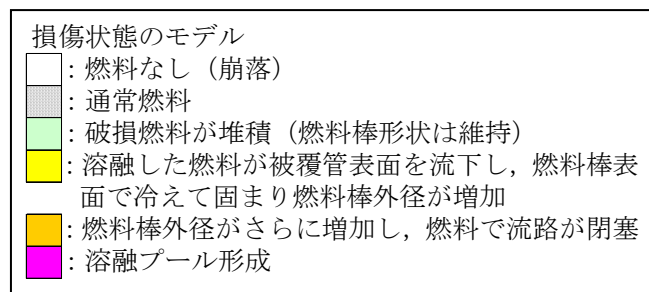 損傷状態のモデル
：燃料なし（崩落）
：通常燃料
：破損燃料が堆積（燃料棒形状は維持）
：溶融した燃料が被覆管表面を流下し，燃料棒表
面で冷えて固まり燃料棒外径が増加
：燃料棒外径がさらに増加し，燃料で流路が閉塞
：溶融プール形成